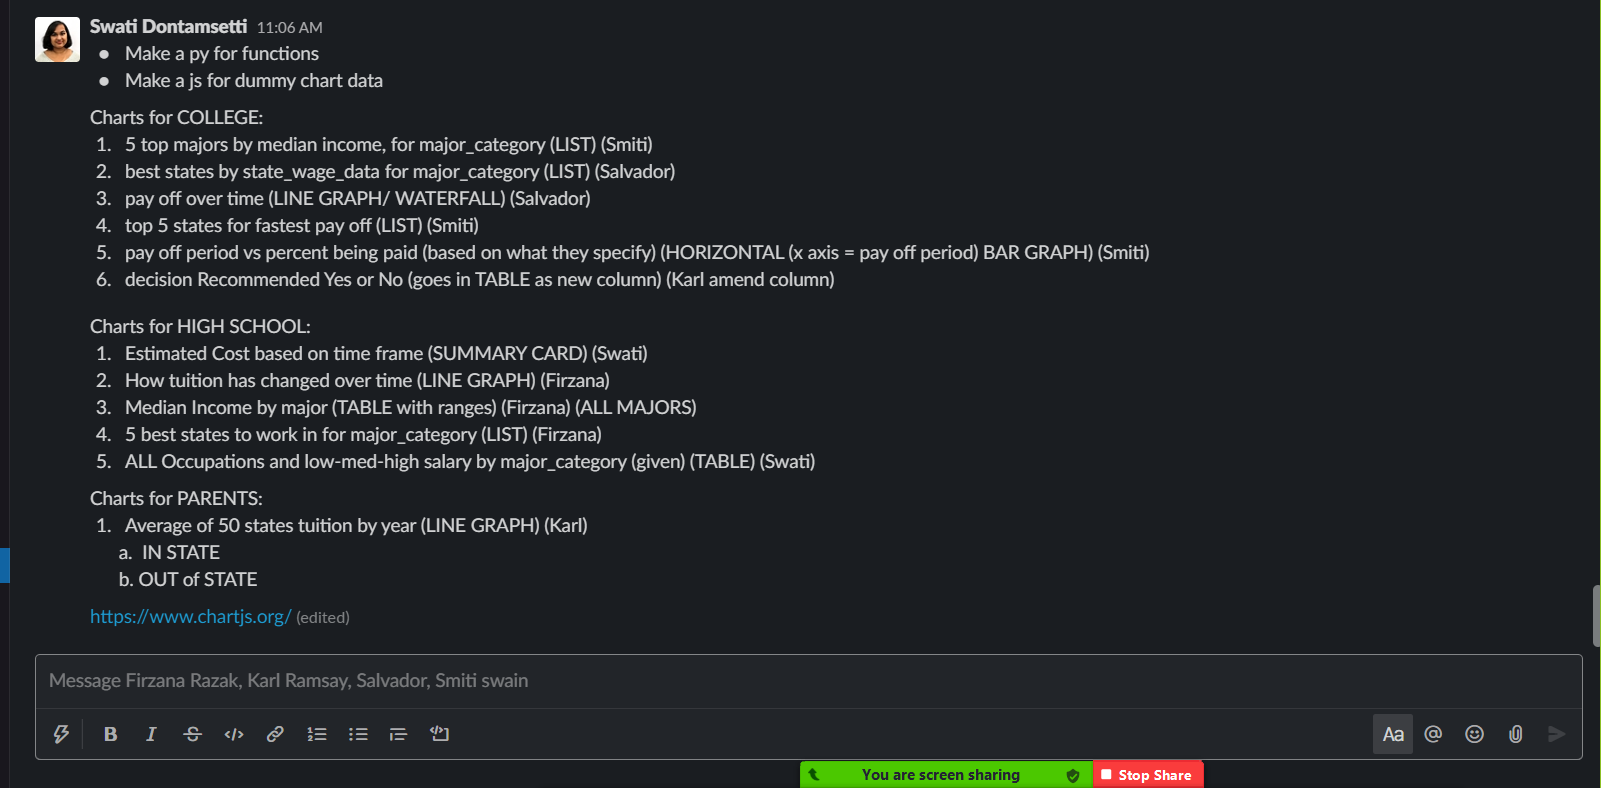 Swati Dontamsetti 11:06 AM
● Make a py for functions
● Make a js for dummy chart data
Charts for COLLEGE:
1. 5 top majors by median income, for major_category (LIST) (Smiti)
2. best states by state_wage_data for major_category (LIST) (Salvador)
3. pay off over time (LINE GRAPH/ WATERFALL) (Salvador)
4. top 5 states for fastest pay off (LIST) (Smiti)
5. pay off period vs percent being paid (based on what they specify) (HORIZONTAL (x axis = pay off period) BAR GRAPH) (Smiti)
6. decision Recommended Yes or No (goes in TABLE as new column) (Karl amend column)
Charts for HIGH SCHOOL:
1. Estimated Cost based on time frame (SUMMARY CARD) (Swati)
2. How tuition has changed over time (LINE GRAPH) (Firzana)
3. Median Income by major (TABLE with ranges) (Firzana) (ALL MAJORS)
4. 5 best states to work in for major_category (LIST) (Firzana)
5. ALL Occupations and low-med-high salary by major_category (given) (TABLE) (Swati)
Charts for PARENTS:
1. Average of 50 states tuition by year (LINE GRAPH) (Karl)
a. IN STATE
b. OUT of STATE
https://www.chartjs.org/ (edited)
Message Firzana Razak, Karl Ramsay, Salvador, Smiti swain
B I S </> Aa @
You are screen sharing Stop Share